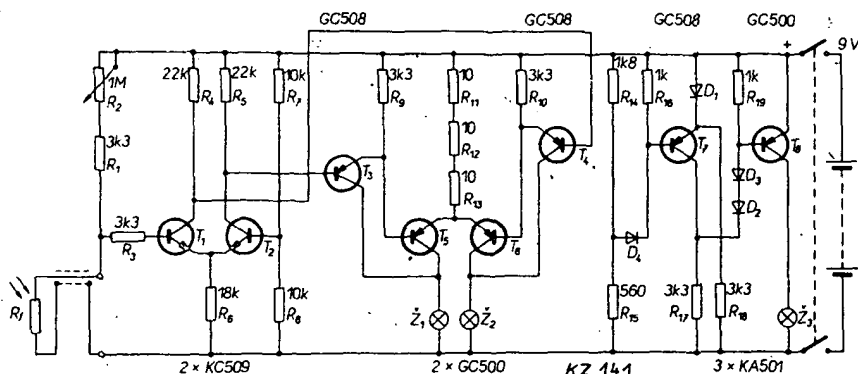 GC508 GC508 GC508 GC500
+ 9V
1M R2
22k R4
22k R5
10k R7
3k3 R9
10 R11
3k3 R10
1k8 R14
1k R16
D1
1k R19
3k3 R1
10 R12
T3
T4
T7
T8
10 R13
D3
D2
3k3 R3
T1
T2
T5
T6
D4
Rf
18k R6
10k R8
Ž1
Ž2
560 R15
3k3 R17
3k3 R18
Ž3
2 × KC509 2 × GC500 KZ 141 3 × KA501